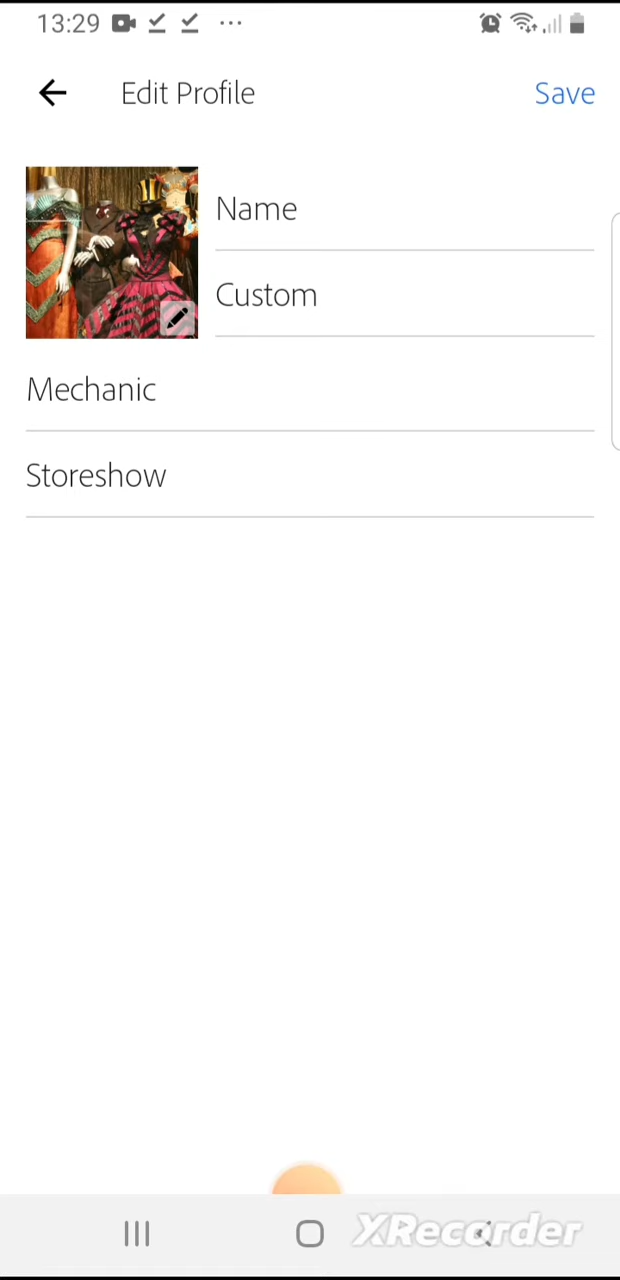 13:29
Edit Profile
Save
Name
Custom
Mechanic
Storeshow
XRecorder